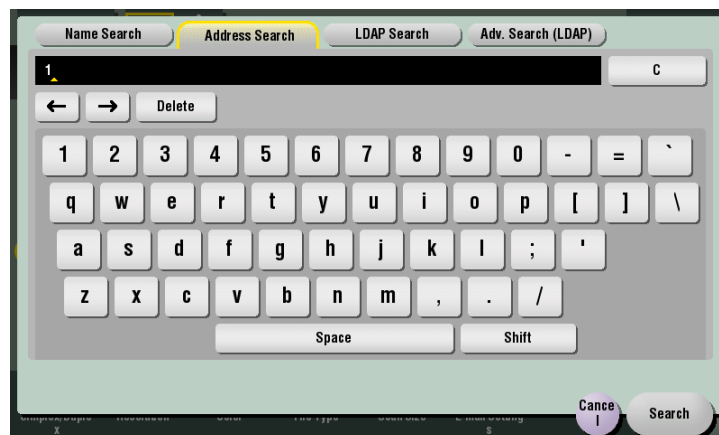 Name Search Address Search LDAP Search Adv. Search (LDAP)
1 C
← → Delete
1 2 3 4 5 6 7 8 9 0 - = `
q w e r t y u i o p [ ] \
a s d f g h j k l ; '
z x c v b n m , . /
Space Shift
Cance
l
Search
x s